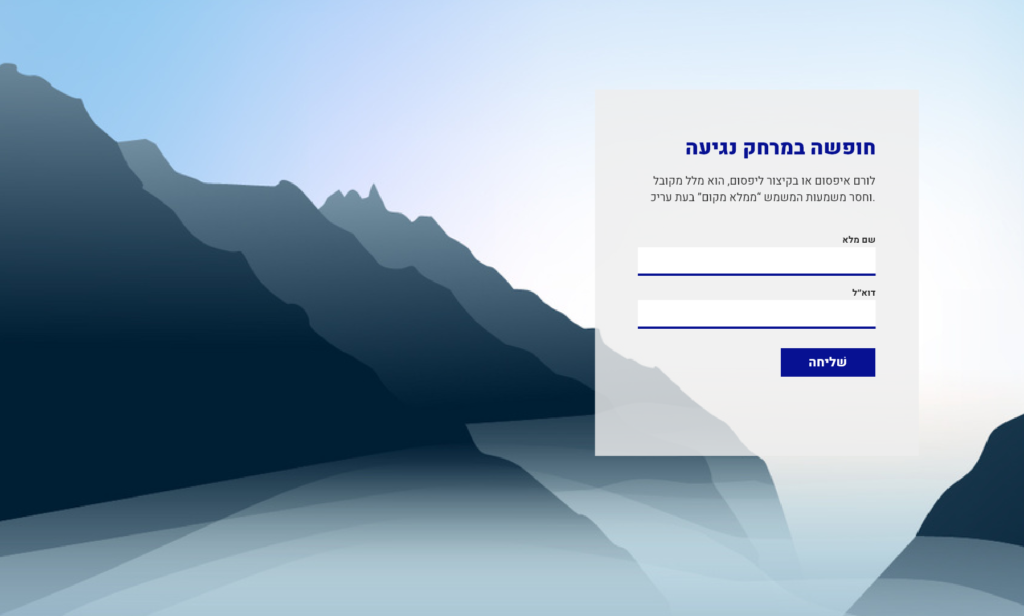 חופשה במרחק נגיעה
לורם איפסום או בקיצור ליפסום, הוא מלל מקובל
וחסר משמעות המשמש "ממלא מקום" בעת עריכ.
שם מלא
דוא"ל
שליחה